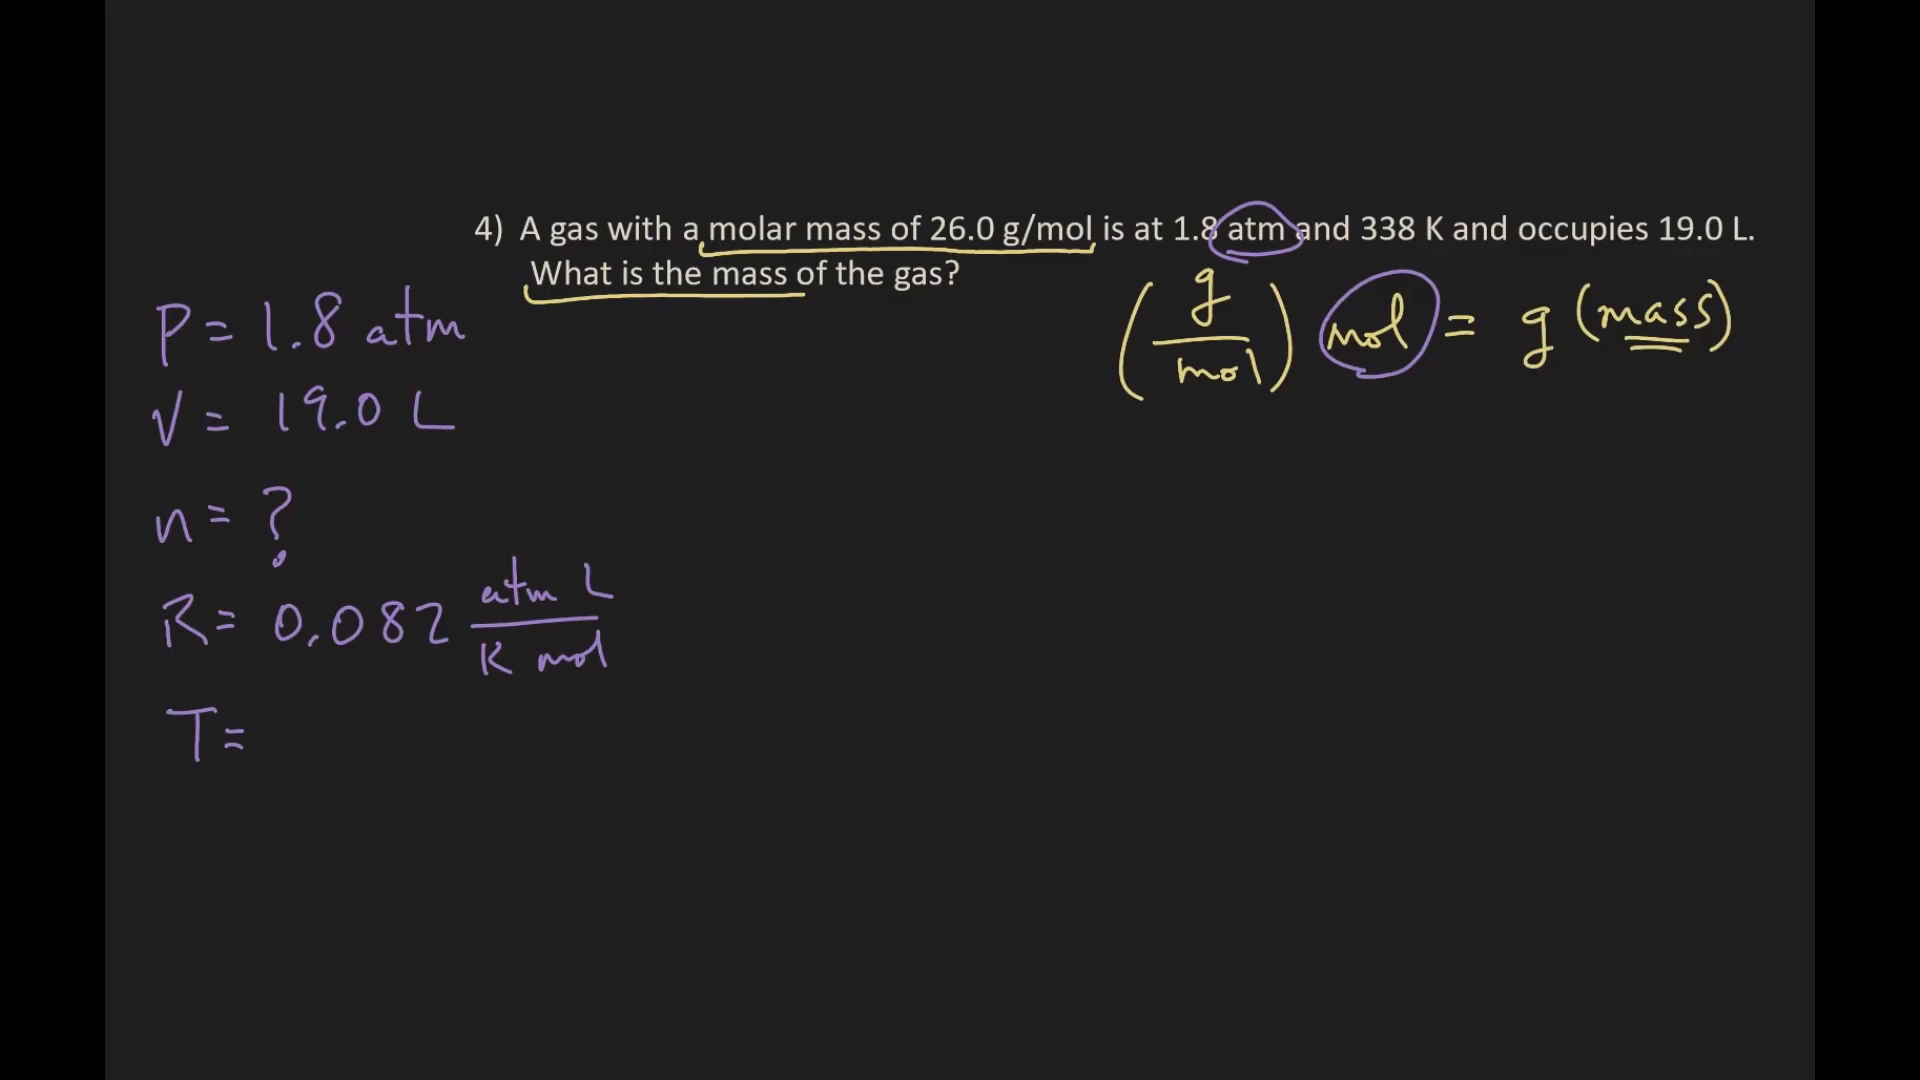 4) A gas with a molar mass of 26.0 g/mol is at 1.8 atm and 338 K and occupies 19.0 L.
What is the mass of the gas?
(g/mol) mol = g (mass)
P = 1.8 atm
V = 19.0 L
n = ?
R = 0.082 atm L / K mol
T =